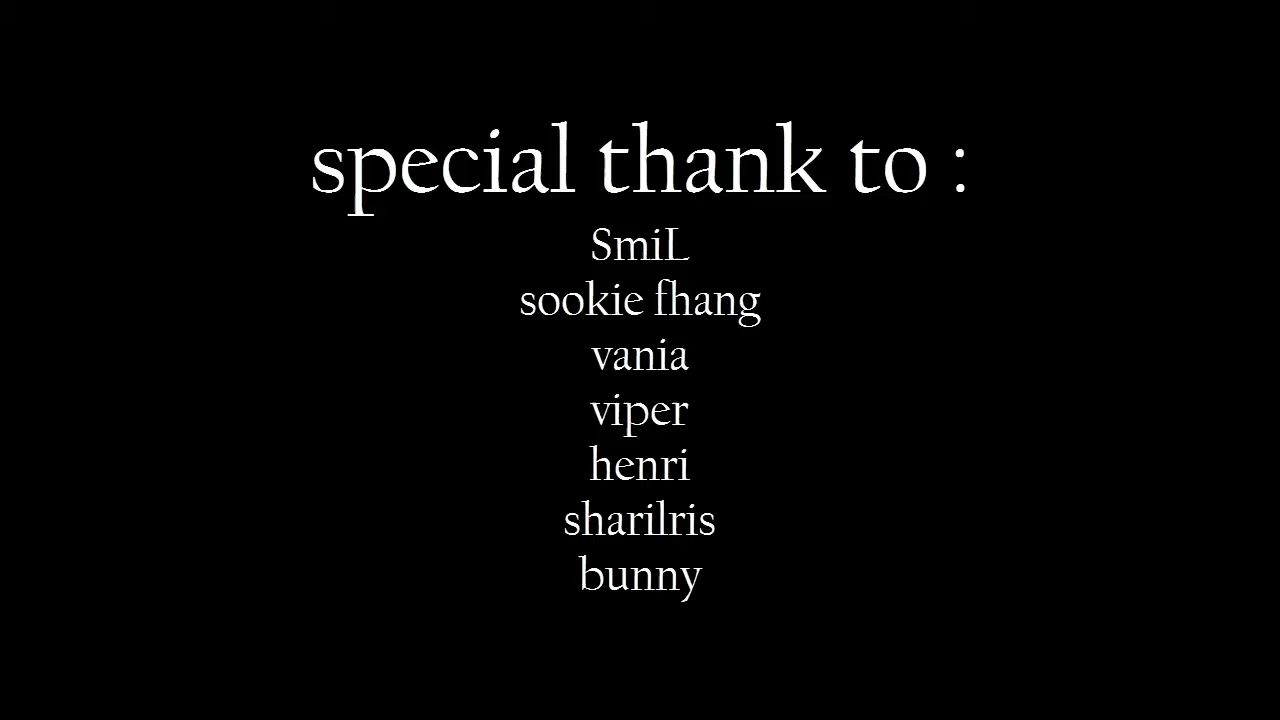 special thank to :
SmiL
sookie fhang
vania
viper
henri
sharilris
bunny